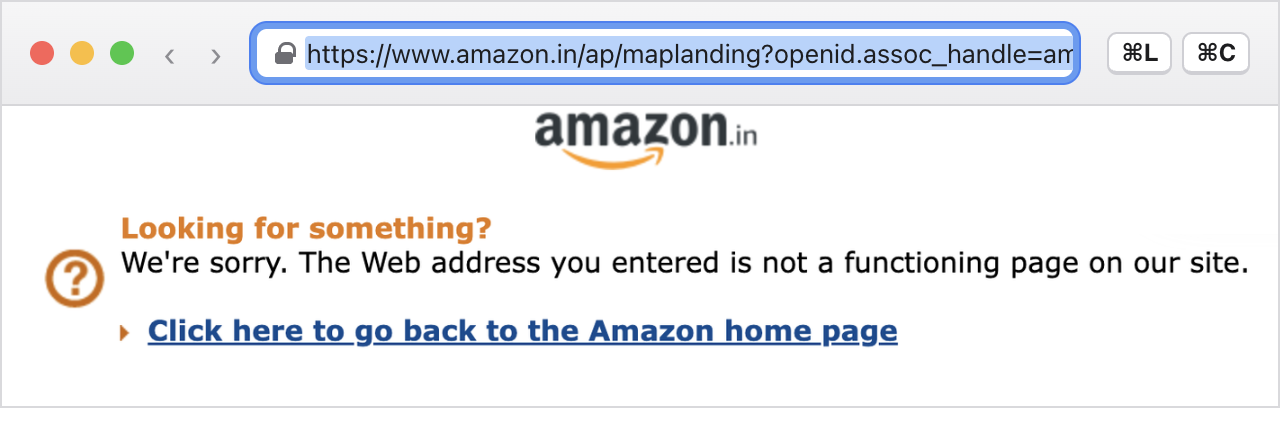 https://www.amazon.in/ap/maplanding?openid.assoc_handle=am
⌘L
⌘C
amazon.in
Looking for something?
We're sorry. The Web address you entered is not a functioning page on our site.
Click here to go back to the Amazon home page